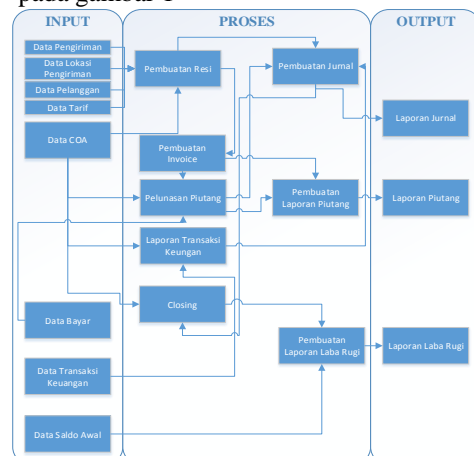 pada gambar 1
INPUT
PROSES
OUTPUT
Data Pengiriman
Data Lokasi
Pengiriman
Data Pelanggan
Data Tarif
Data COA
Data Bayar
Data Transaksi
Keuangan
Data Saldo Awal
Pembuatan Resi
Pembuatan
Invoice
Pelunasan Piutang
Laporan Transaksi
Keungan
Closing
Pembuatan Jurnal
Pembuatan
Laporan Piutang
Pembuatan
Laporan Laba Rugi
Laporan Jurnal
Laporan Piutang
Laporan Laba Rugi